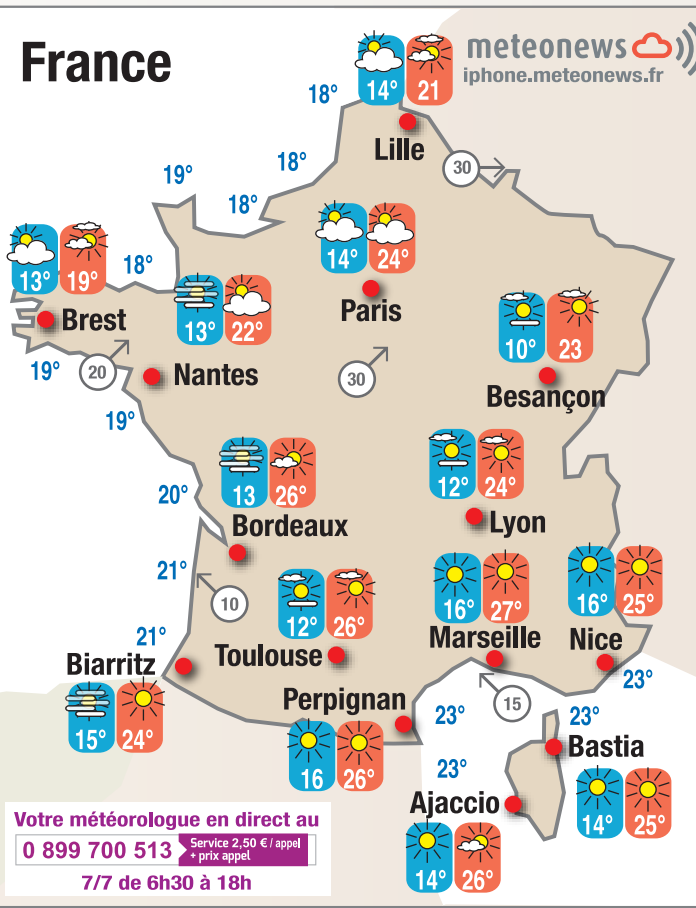 France
meteonews
iphone.meteonews.fr
14° 21
18°
Lille
18°
30
19°
18°
14° 24°
Paris
13° 19°
18°
Brest
13° 22°
10° 23
Besançon
19°
20
Nantes
30
19°
13 26°
Bordeaux
12° 24°
Lyon
20°
21°
10
12° 26°
Toulouse
16° 27°
Marseille
16° 25°
Nice
21°
Biarritz
15° 24°
23°
15
Perpignan
23°
16 26°
23°
Bastia
14° 25°
23°
Ajaccio
14° 26°
Votre météorologue en direct au
0 899 700 513 Service 2,50 € / appel
+ prix appel
7/7 de 6h30 à 18h